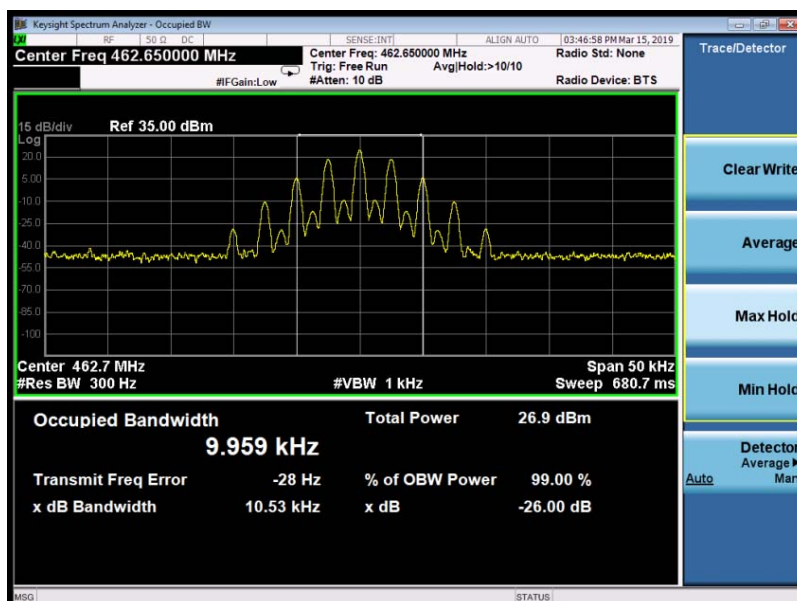 Keysight Spectrum Analyzer - Occupied BW
LXI RF 50 Ω DC SENSE:INT ALIGN AUTO 03:46:58 PM Mar 15, 2019
Center Freq 462.650000 MHz
Center Freq: 462.650000 MHz
Radio Std: None
Trig: Free Run Avg|Hold:>10/10
#IFGain:Low #Atten: 10 dB Radio Device: BTS
Trace/Detector
15 dB/div Ref 35.00 dBm
Log
20.0
5.00
-10.0
-25.0
-40.0
-55.0
-70.0
-85.0
-100
Center 462.7 MHz Span 50 kHz
#Res BW 300 Hz #VBW 1 kHz Sweep 680.7 ms
Occupied Bandwidth Total Power 26.9 dBm
9.959 kHz
Transmit Freq Error -28 Hz % of OBW Power 99.00 %
x dB Bandwidth 10.53 kHz x dB -26.00 dB
Clear Write
Average
Max Hold
Min Hold
Detector
Average
Auto Man
MSG STATUS